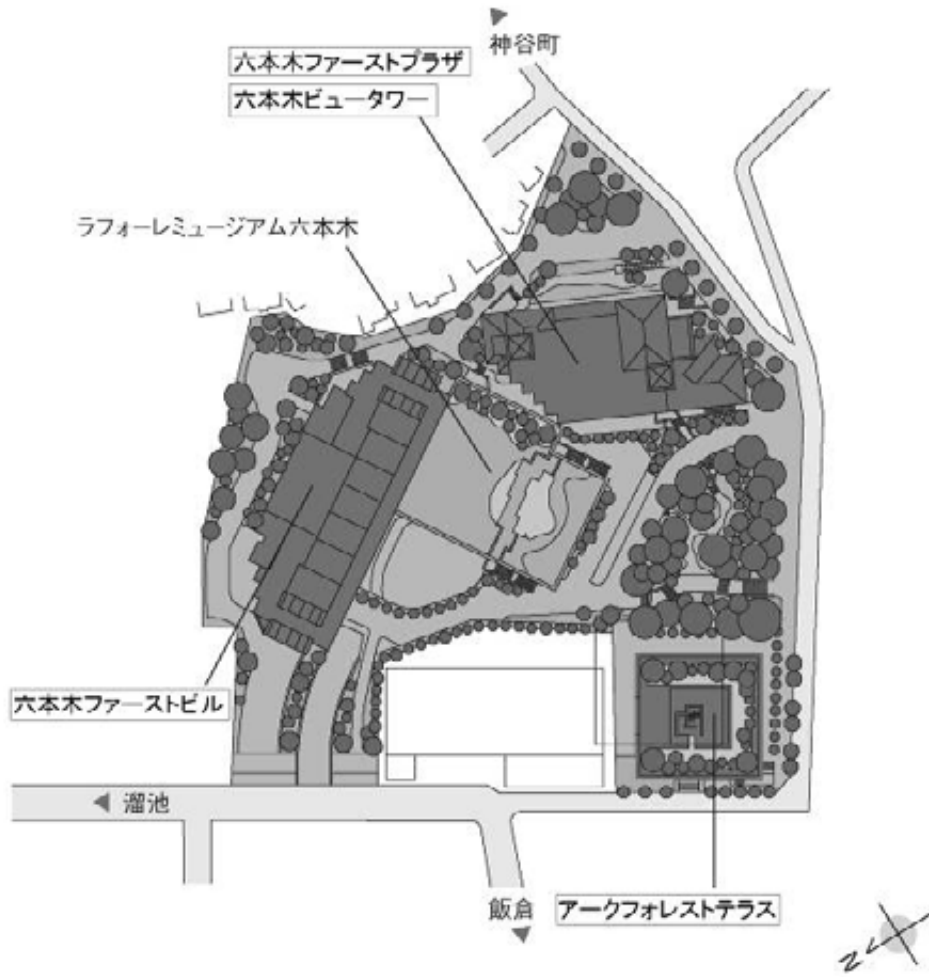 神谷町
六本木ファーストプラザ
六本木ビュータワー
ラフォーレミュージアム六本木
六本木ファーストビル
溜池
飯倉
アークフォレストテラス
N